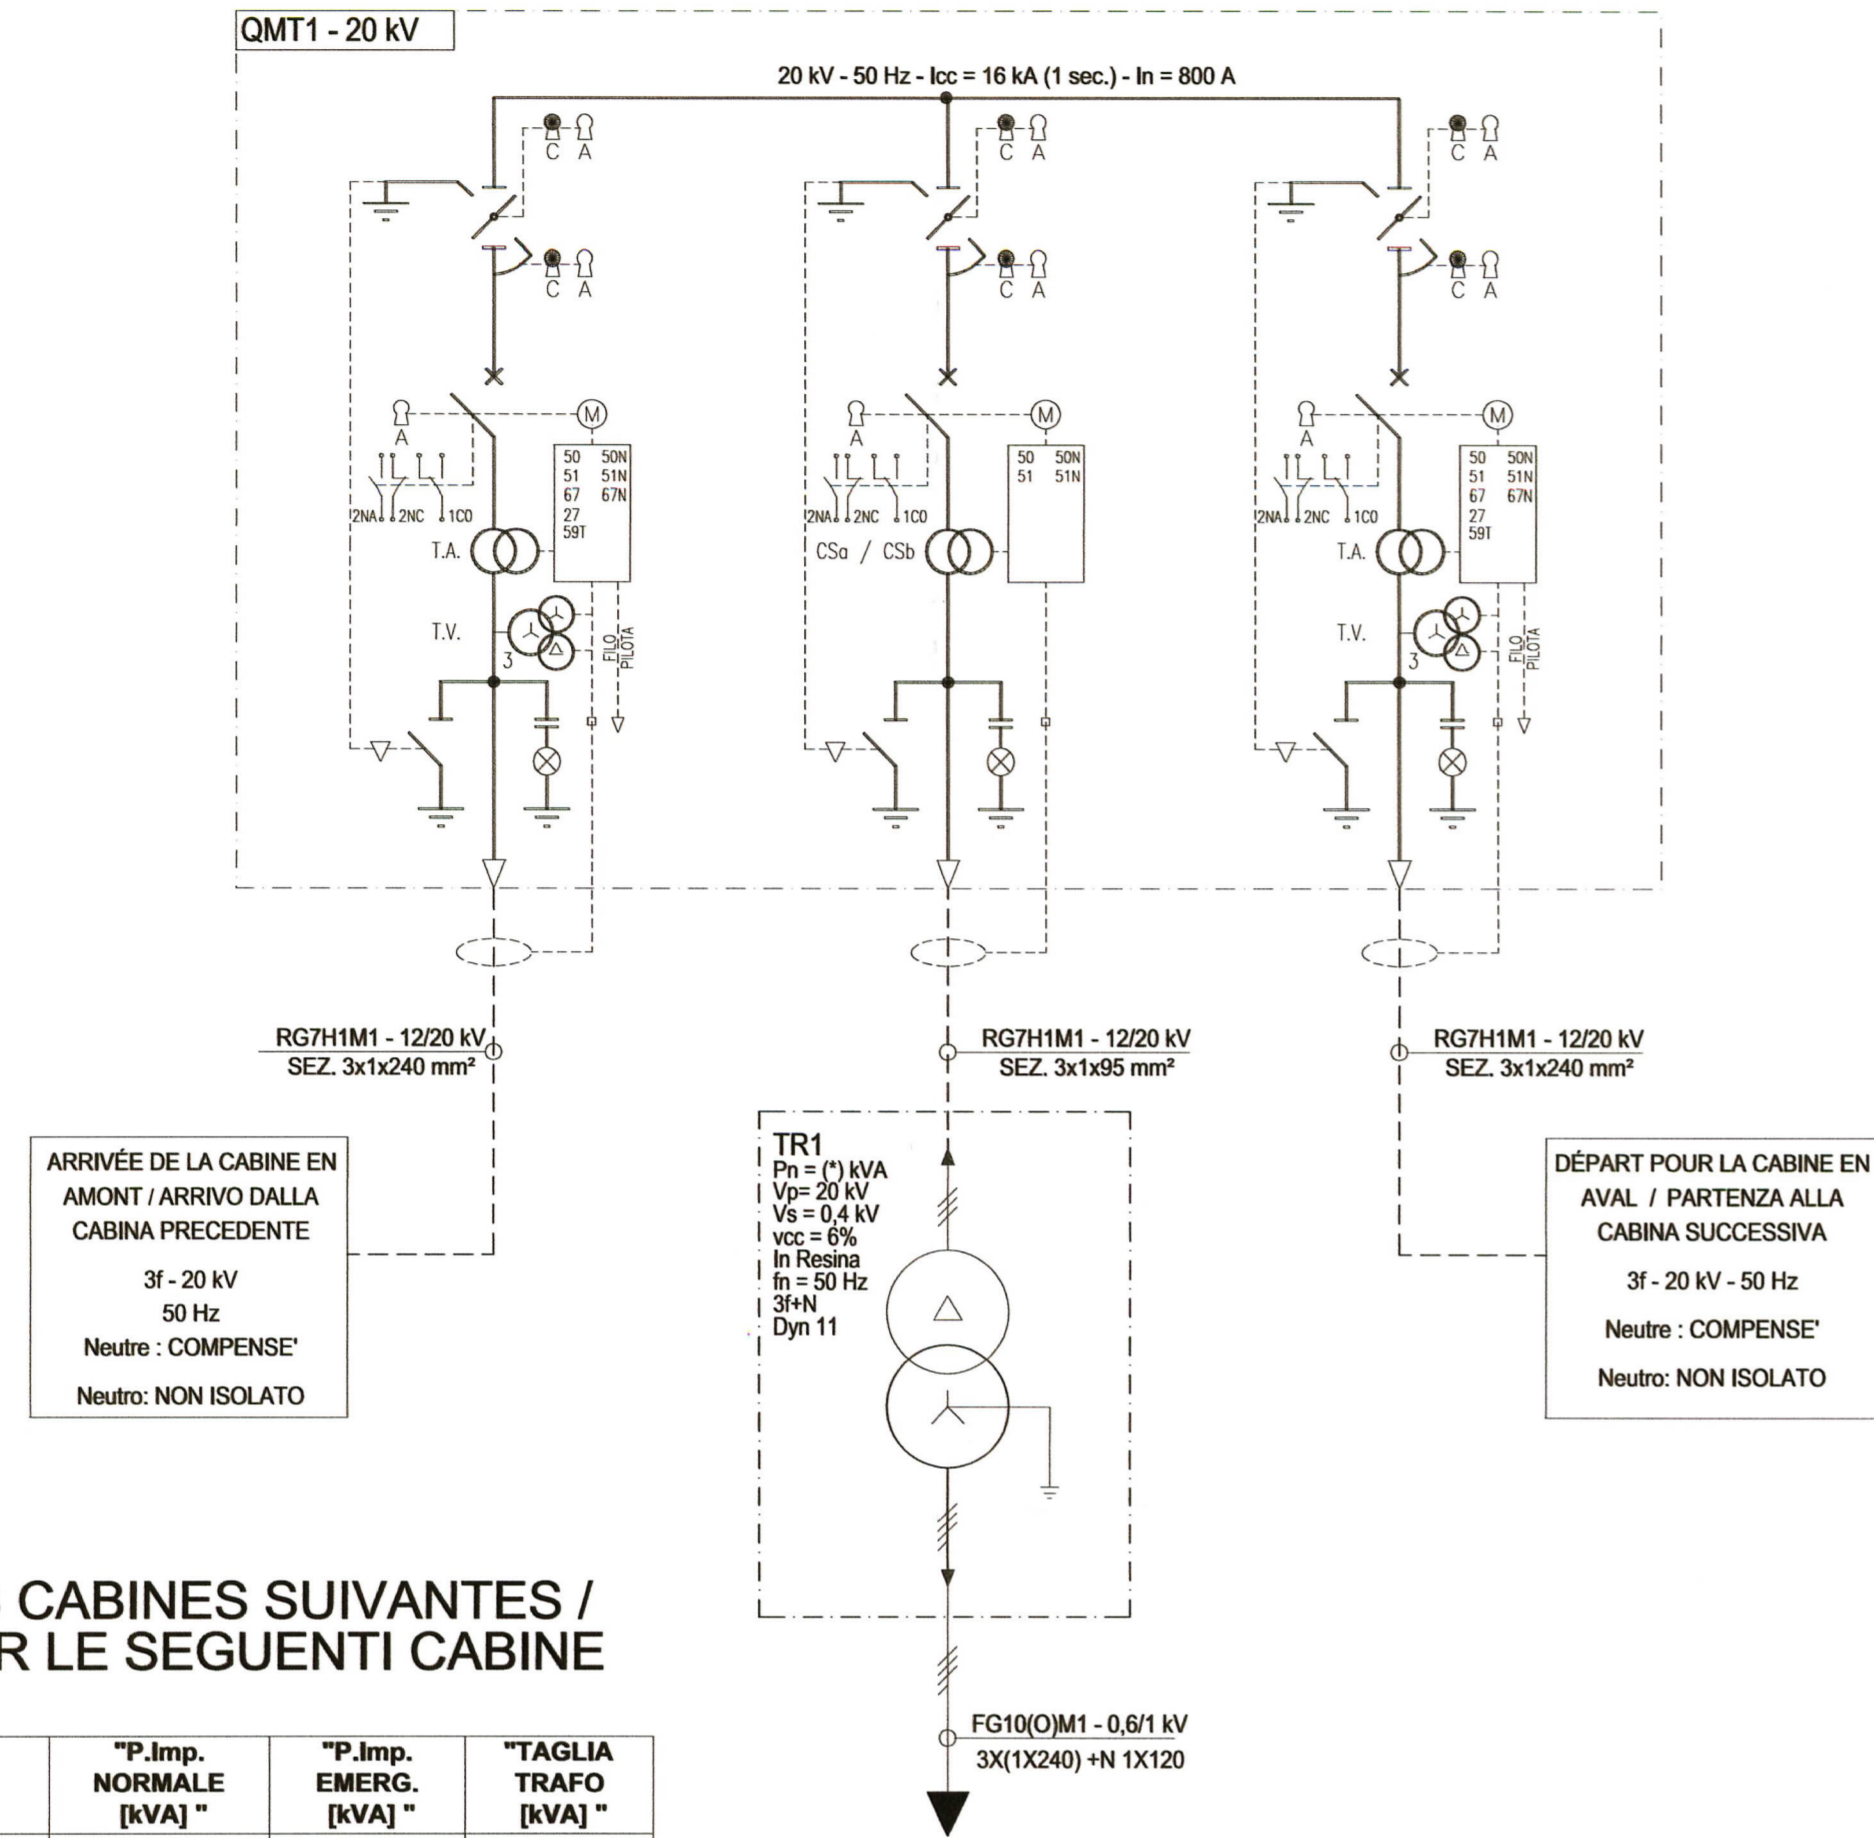 QMT1 - 20 kV
20 kV - 50 Hz - Icc = 16 kA (1 sec.) - In = 800 A
C A
C A
C A
C A
C A
C A
A
M
50 50N
51 51N
67 67N
27
59T
2NA 2NC 1CO
T.A.
T.V.
3
FILO
PILOTA
A
M
50 50N
51 51N
2NA 2NC 1CO
CSa / CSb
A
M
50 50N
51 51N
67 67N
27
59T
2NA 2NC 1CO
T.A.
T.V.
3
FILO
PILOTA
RG7H1M1 - 12/20 kV
SEZ. 3x1x240 mm²
RG7H1M1 - 12/20 kV
SEZ. 3x1x95 mm²
RG7H1M1 - 12/20 kV
SEZ. 3x1x240 mm²
ARRIVÉE DE LA CABINE EN
AMONT / ARRIVO DALLA
CABINA PRECEDENTE
3f - 20 kV
50 Hz
Neutre : COMPENSE'
Neutro: NON ISOLATO
TR1
Pn = (*) kVA
Vp= 20 kV
Vs = 0,4 kV
vcc = 6%
In Resina
fn = 50 Hz
3f+N
Dyn 11
DÉPART POUR LA CABINE EN
AVAL / PARTENZA ALLA
CABINA SUCCESSIVA
3f - 20 kV - 50 Hz
Neutre : COMPENSE'
Neutro: NON ISOLATO
CABINES SUIVANTES /
R LE SEGUENTI CABINE
FG10(O)M1 - 0,6/1 kV
3X(1X240) +N 1X120
"P.Imp.
NORMALE
[kVA] "
"P.Imp.
EMERG.
[kVA] "
"TAGLIA
TRAFO
[kVA] "